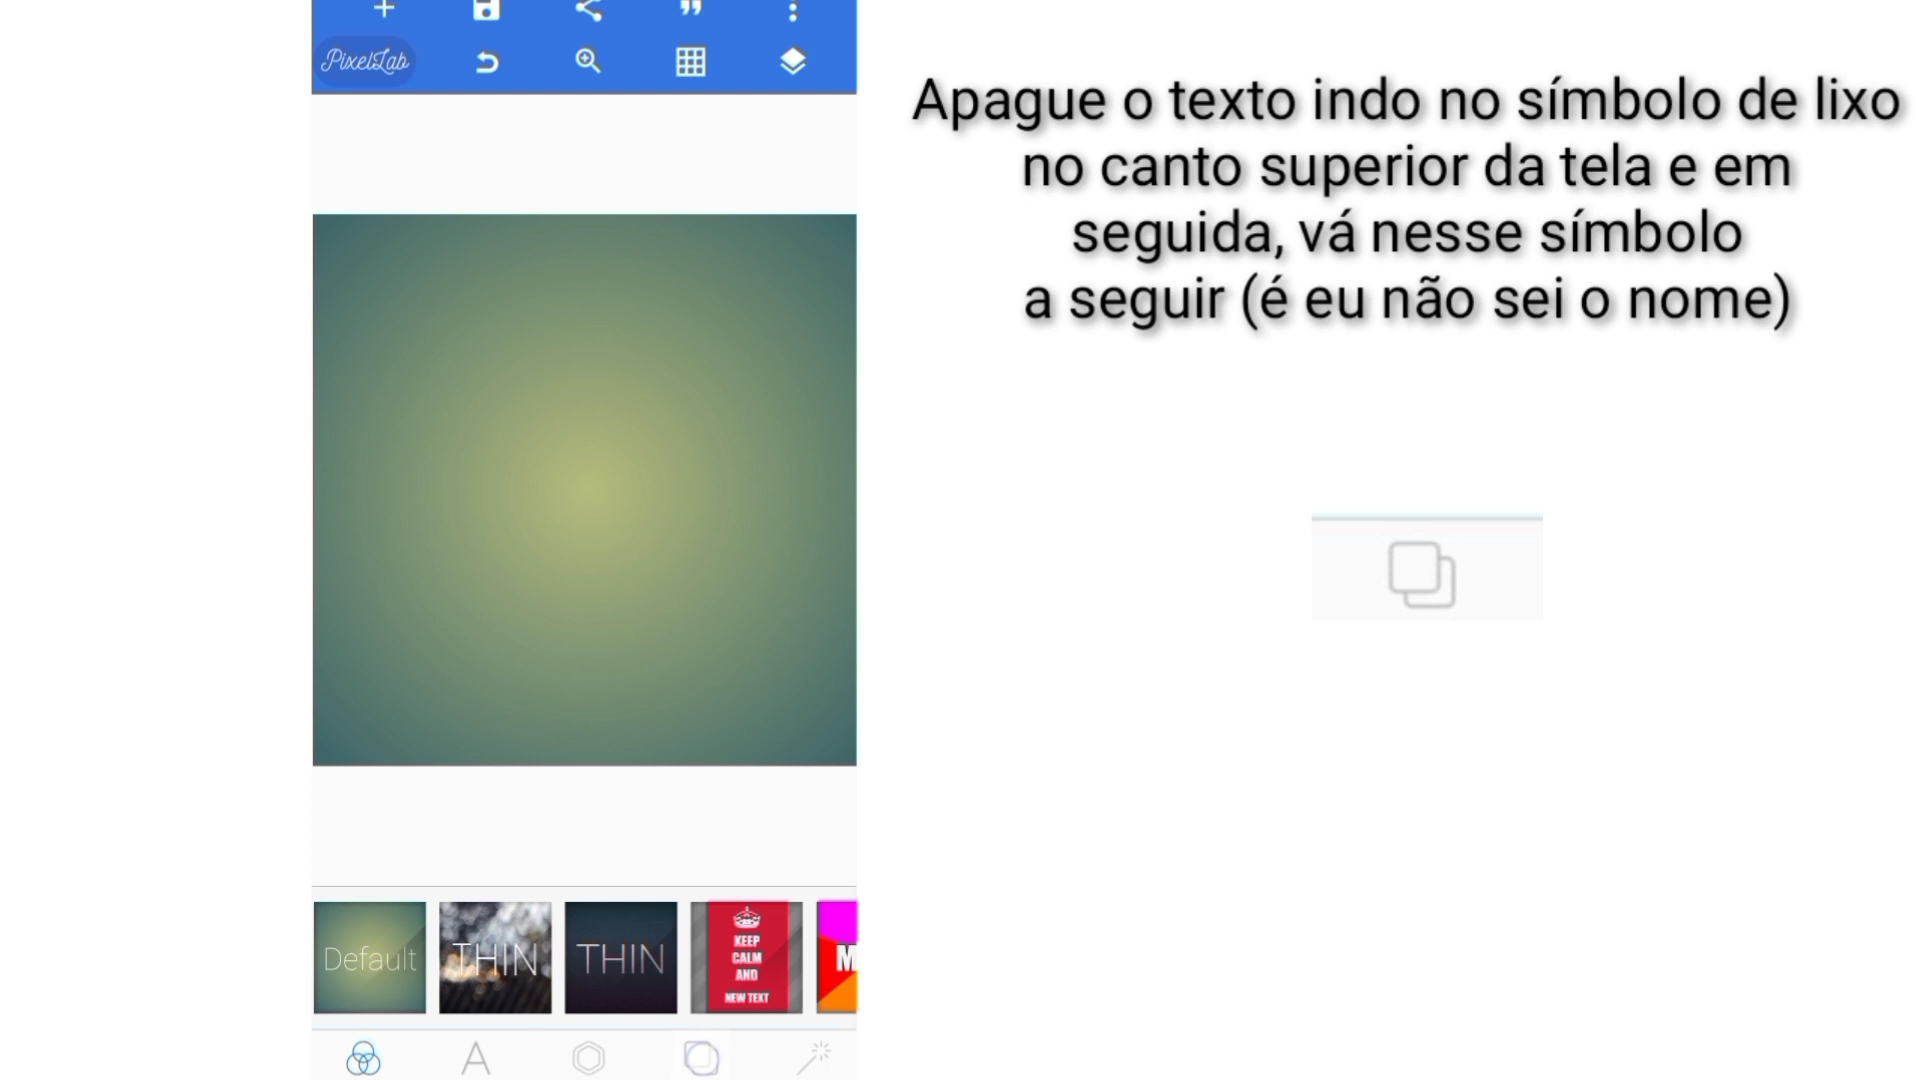 PixelLab
Apague o texto indo no símbolo de lixo
no canto superior da tela e em
seguida, vá nesse símbolo
a seguir (é eu não sei o nome)
Default
THIN
THIN
KEEP
CALM
AND
NEW TEXT
M
A